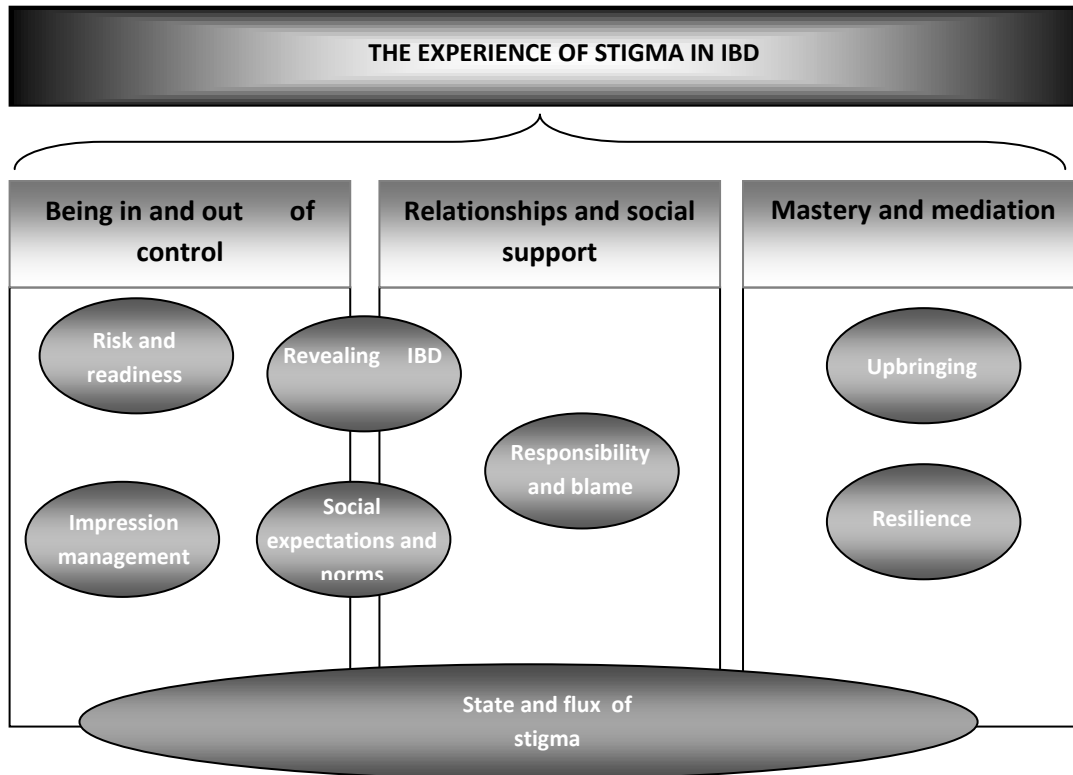 THE EXPERIENCE OF STIGMA IN IBD
Being in and out of
control
Relationships and social
support
Mastery and mediation
Risk and
readiness
Revealing IBD
Upbringing
Responsibility
and blame
Impression
management
Social
expectations and
norms
Resilience
State and flux of
stigma